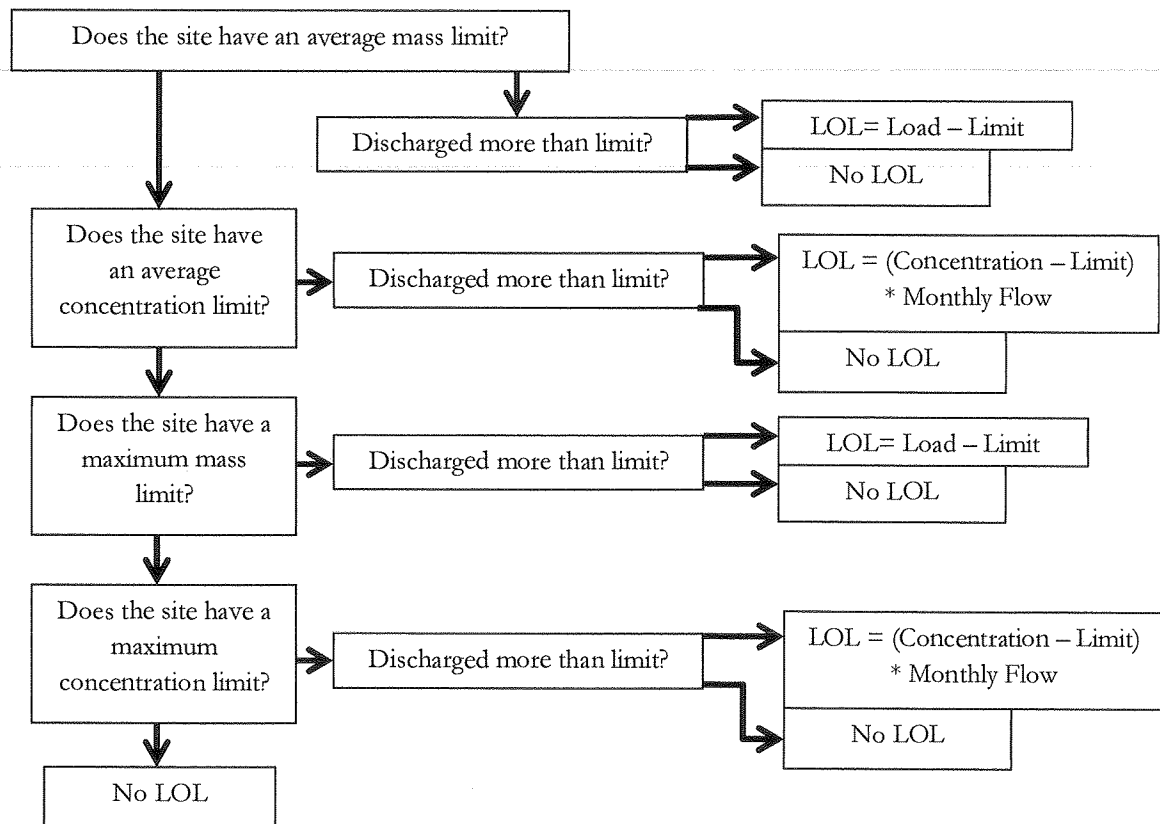 Does the site have an average mass limit?
Discharged more than limit?
LOL= Load – Limit
No LOL
Does the site have
an average
concentration limit?
Discharged more than limit?
LOL = (Concentration – Limit)
* Monthly Flow
No LOL
Does the site have a
maximum mass
limit?
Discharged more than limit?
LOL= Load – Limit
No LOL
Does the site have a
maximum
concentration limit?
Discharged more than limit?
LOL = (Concentration – Limit)
* Monthly Flow
No LOL
No LOL